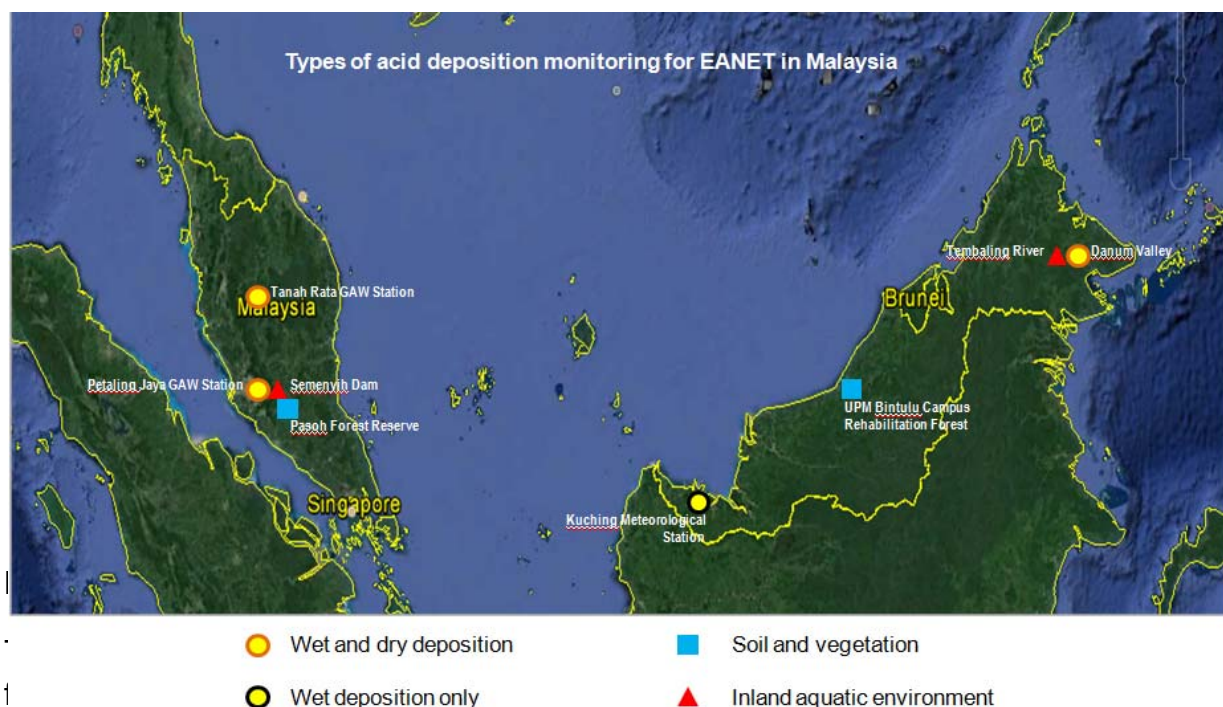 Types of acid deposition monitoring for EANET in Malaysia
Tembaling River
Danum Valley
Tanah Rata GAW Station
Malaysia
Brunei
Petaling Jaya GAW Station
Semenyih Dam
Pasoh Forest Reserve
UPM Bintulu Campus
Rehabilitation Forest
Singapore
Kuching Meteorological
Station
Wet and dry deposition
Soil and vegetation
Wet deposition only
Inland aquatic environment